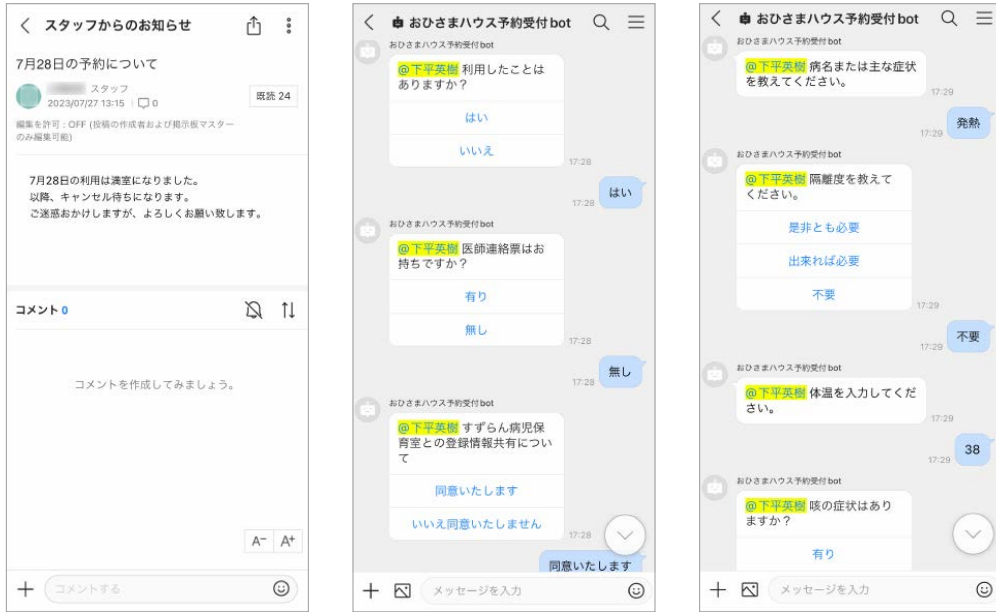 スタッフからのお知らせ
7月28日の予約について
スタッフ
2023/07/27 13:15
0
既読 24
編集を許可 : OFF (投稿の作成者および掲示板マスター
のみ編集可能)
7月28日の利用は満室になりました。
以降、キャンセル待ちになります。
ご迷惑おかけしますが、よろしくお願い致します。
コメント 0
コメントを作成してみましょう。
A- A+
コメントする
おひさまハウス予約受付bot
おひさまハウス予約受付bot
@下平英樹 利用したことは
ありますか？
はい
いいえ
17:28
はい
17:28
おひさまハウス予約受付bot
@下平英樹 医師連絡票はお
持ちですか？
有り
無し
17:28
無し
17:28
おひさまハウス予約受付bot
@下平英樹 すずらん病児保
育室との登録情報共有につい
て
同意いたします
いいえ同意いたしません
17:28
同意いたします
メッセージを入力
おひさまハウス予約受付bot
おひさまハウス予約受付bot
@下平英樹 病名または主な症状
を教えてください。
17:29
発熱
17:29
おひさまハウス予約受付bot
@下平英樹 隔離度を教えて
ください。
是非とも必要
出来れば必要
不要
17:29
不要
17:29
おひさまハウス予約受付bot
@下平英樹 体温を入力してくだ
さい。
17:29
38
17:29
おひさまハウス予約受付bot
@下平英樹 咳の症状はあり
ますか？
有り
メッセージを入力